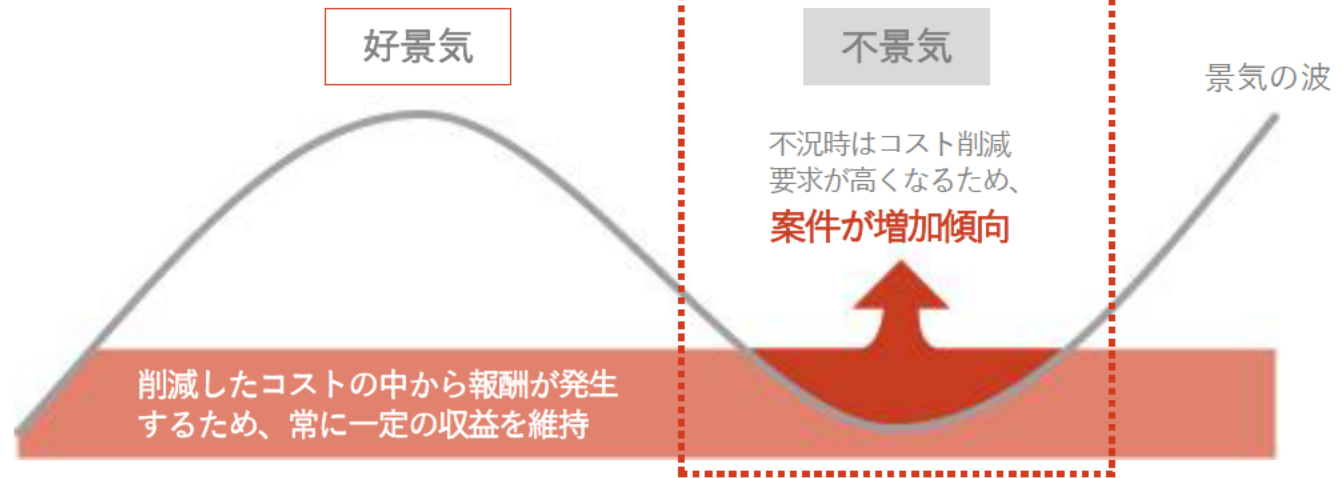 好景気
不景気
景気の波
不況時はコスト削減
要求が高くなるため、
案件が増加傾向
削減したコストの中から報酬が発生
するため、常に一定の収益を維持